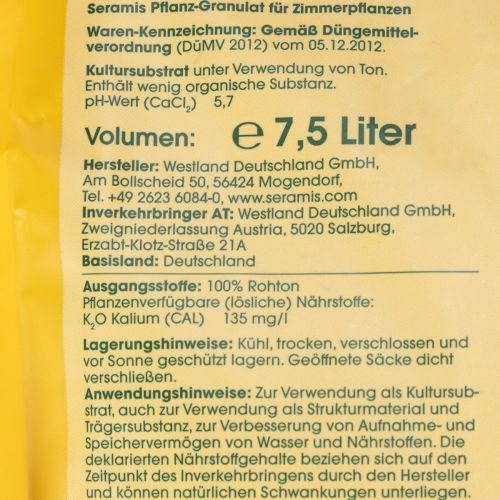 Seramis Pflanz-Granulat für Zimmerpflanzen
Waren-Kennzeichnung: Gemäß Düngemittel-
verordnung (DüMV 2012) vom 05.12.2012.
Kultursubstrat unter Verwendung von Ton.
Enthält wenig organische Substanz.
pH-Wert (CaCl₂) 5,7
Volumen: ℮ 7,5 Liter
Hersteller: Westland Deutschland GmbH,
Am Bollscheid 50, 56424 Mogendorf,
Tel. +49 2623 6084-0, www.seramis.com
Inverkehrbringer AT: Westland Deutschland GmbH,
Zweigniederlassung Austria, 5020 Salzburg,
Erzabt-Klotz-Straße 21A
Basisland: Deutschland
Ausgangsstoffe: 100% Rohton
Pflanzenverfügbare (lösliche) Nährstoffe:
K₂O Kalium (CAL) 135 mg/l
Lagerungshinweise: Kühl, trocken, verschlossen und
vor Sonne geschützt lagern. Geöffnete Säcke dicht
verschließen.
Anwendungshinweise: Zur Verwendung als Kultursub-
strat, auch zur Verwendung als Strukturmaterial und
Trägersubstanz, zur Verbesserung von Aufnahme- und
Speichervermögen von Wasser und Nährstoffen. Die
deklarierten Nährstoffgehalte beziehen sich auf den
Zeitpunkt des Inverkehrbringens durch den Hersteller
und können natürlichen Schwankungen unterliegen.